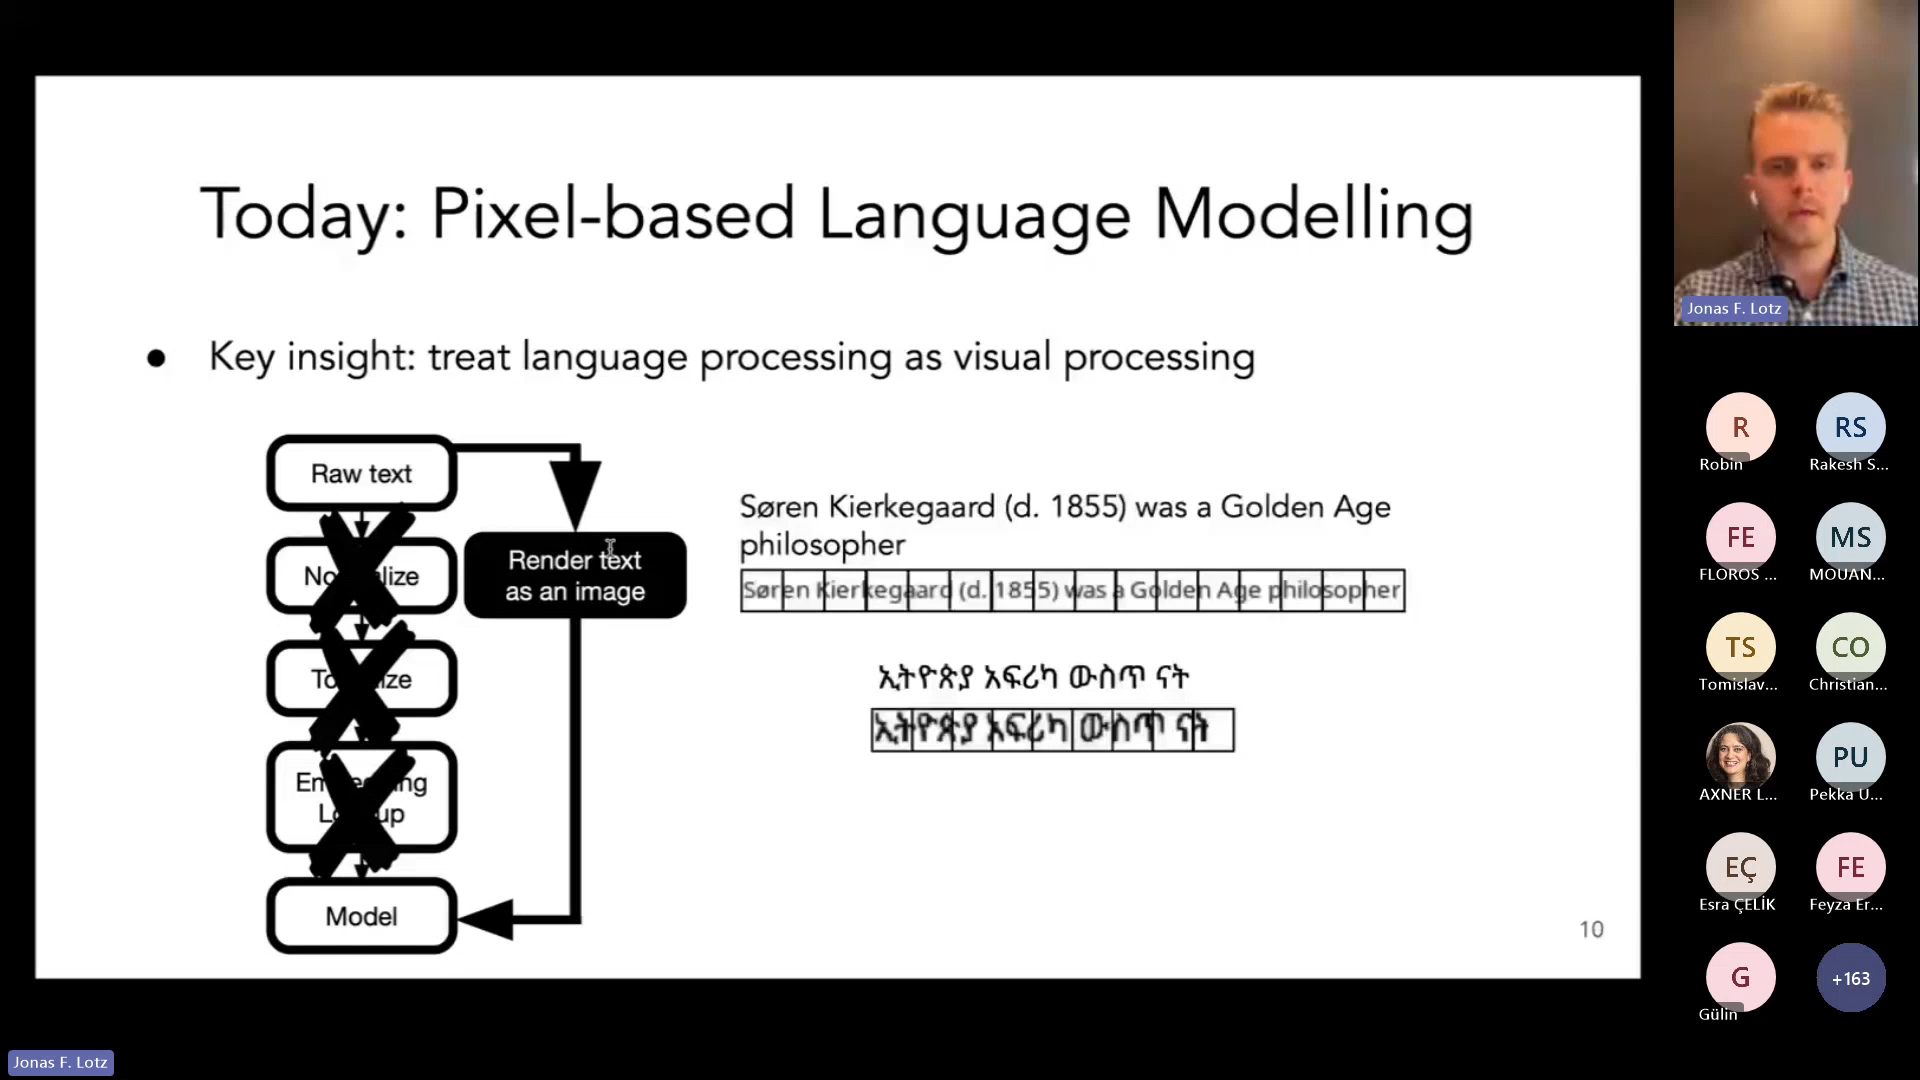 Today: Pixel-based Language Modelling
● Key insight: treat language processing as visual processing
Raw text
Normalize
Tokenize
Embedding
Lookup
Model
Render text
as an image
Søren Kierkegaard (d. 1855) was a Golden Age
philosopher
Søren Kierkegaard (d. 1855) was a Golden Age philosopher
ኢትዮጵያ አፍሪካ ውስጥ ናት
ኢትዮጵያ አፍሪካ ውስጥ ናት
10
Jonas F. Lotz
R
Robin
RS
Rakesh S...
FE
FLOROS ...
MS
MOUAN...
TS
Tomislav...
CO
Christian...
AXNER L...
PU
Pekka U...
EÇ
Esra ÇELİK
FE
Feyza Er...
G
Gülin
+163
Jonas F. Lotz